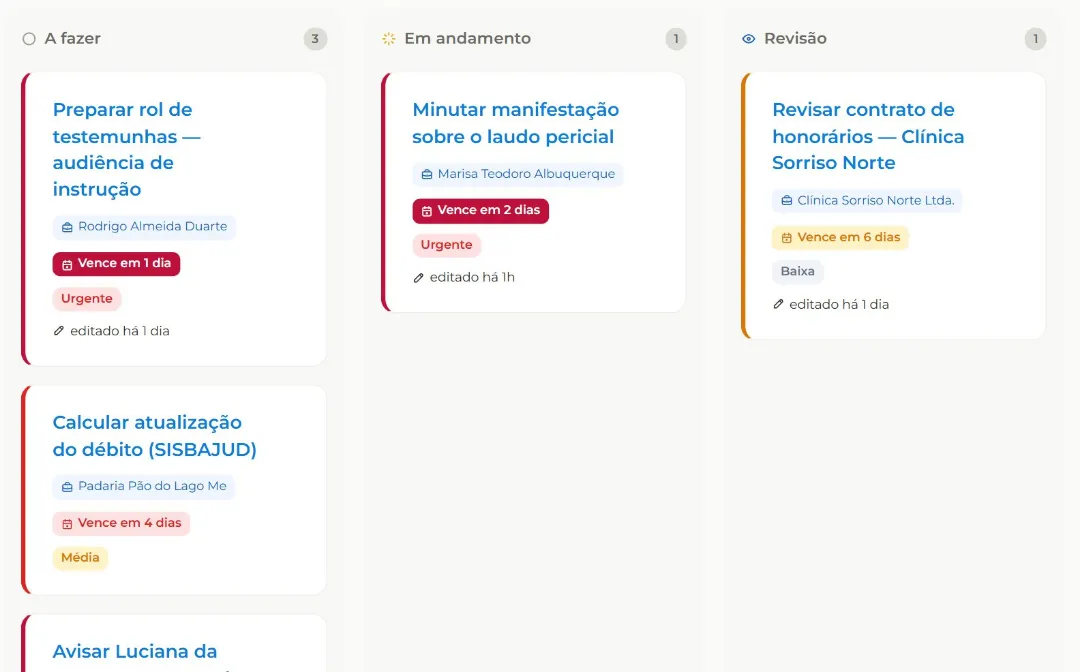 A fazer
3
Preparar rol de
testemunhas —
audiência de
instrução
Rodrigo Almeida Duarte
Vence em 1 dia
Urgente
editado há 1 dia
Calcular atualização
do débito (SISBAJUD)
Padaria Pão do Lago Me
Vence em 4 dias
Média
Avisar Luciana da
Em andamento
1
Minutar manifestação
sobre o laudo pericial
Marisa Teodoro Albuquerque
Vence em 2 dias
Urgente
editado há 1h
Revisão
1
Revisar contrato de
honorários — Clínica
Sorriso Norte
Clínica Sorriso Norte Ltda.
Vence em 6 dias
Baixa
editado há 1 dia